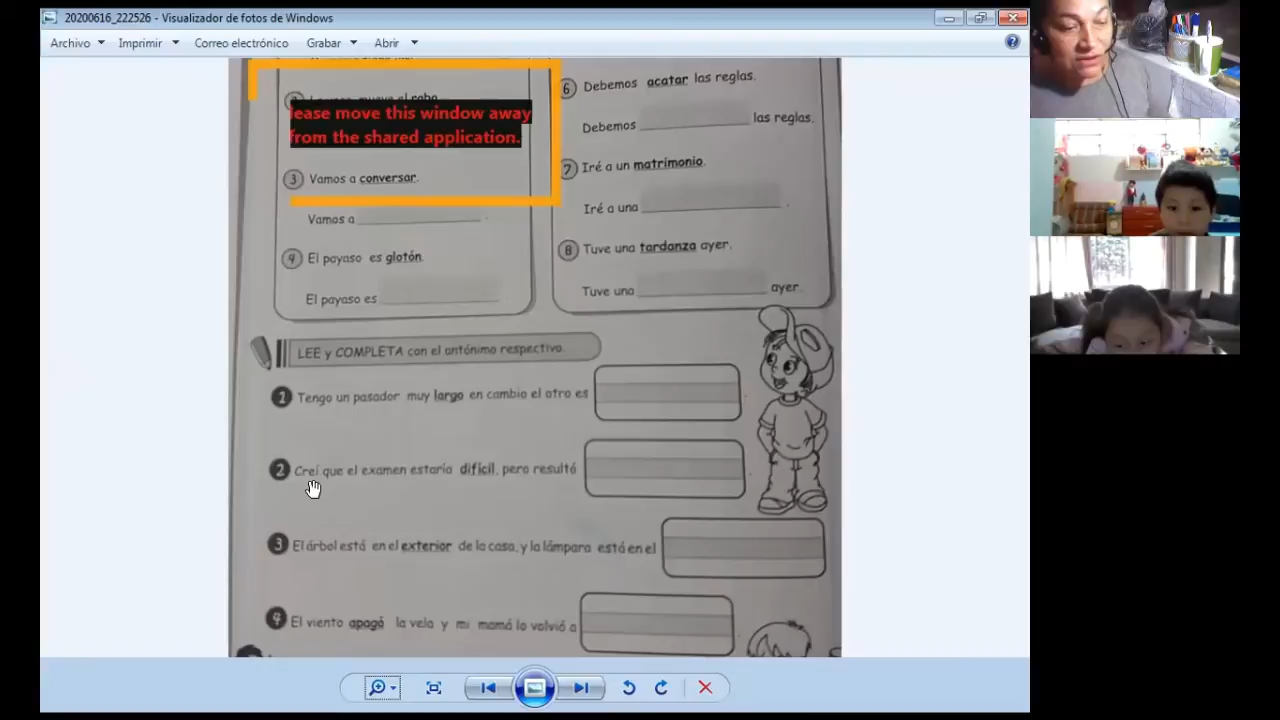 20200616_222526 - Visualizador de fotos de Windows
Archivo Imprimir Correo electrónico Grabar Abrir
lease move this window away
from the shared application.
3 Vamos a conversar.
Vamos a ____________.
4 El payaso es glotón.
El payaso es ____________
6 Debemos acatar las reglas.
Debemos ____________ las reglas.
7 Iré a un matrimonio.
Iré a una ____________.
8 Tuve una tardanza ayer.
Tuve una ____________ ayer.
LEE y COMPLETA con el antónimo respectivo.
1 Tengo un pasador muy largo en cambio el otro es
2 Creí que el examen estaría difícil, pero resultó
3 El árbol está en el exterior de la casa, y la lámpara está en el
4 El viento apagó la vela y mi mamá lo volvió a